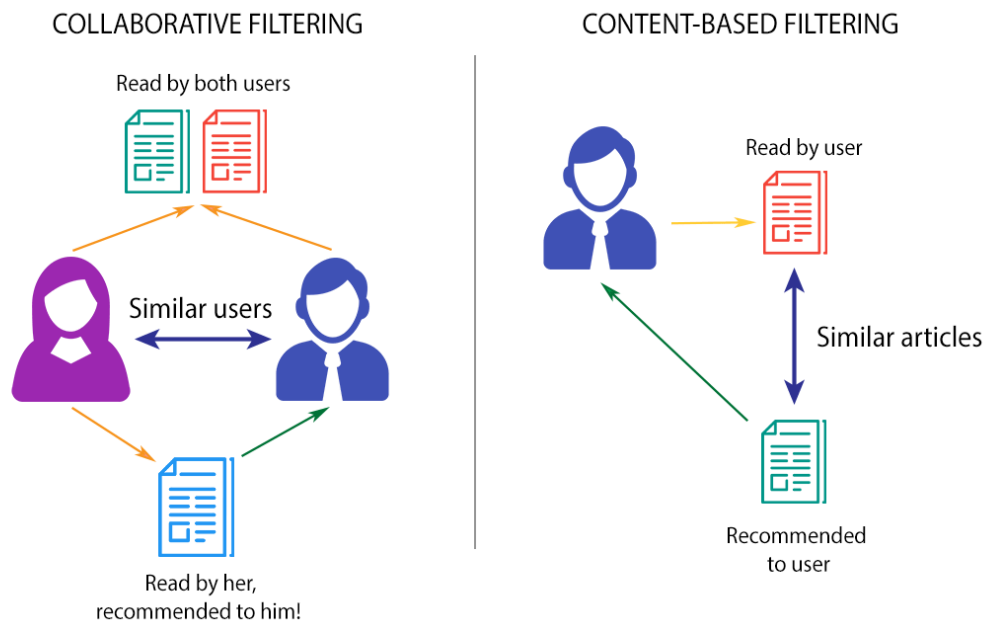 COLLABORATIVE FILTERING
Read by both users
Similar users
Read by her,
recommended to him!
CONTENT-BASED FILTERING
Read by user
Similar articles
Recommended
to user